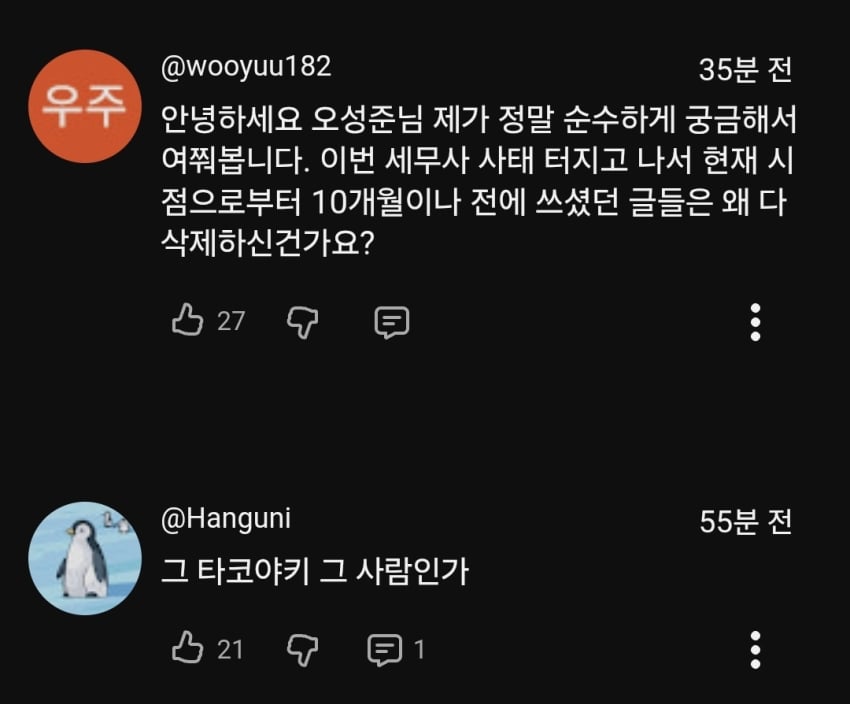 우주
@wooyuu182
35분 전
안녕하세요 오성준님 제가 정말 순수하게 궁금해서
여쭤봅니다. 이번 세무사 사태 터지고 나서 현재 시
점으로부터 10개월이나 전에 쓰셨던 글들은 왜 다
삭제하신건가요?
27
@Hanguni
55분 전
그 타코야키 그 사람인가
21
1